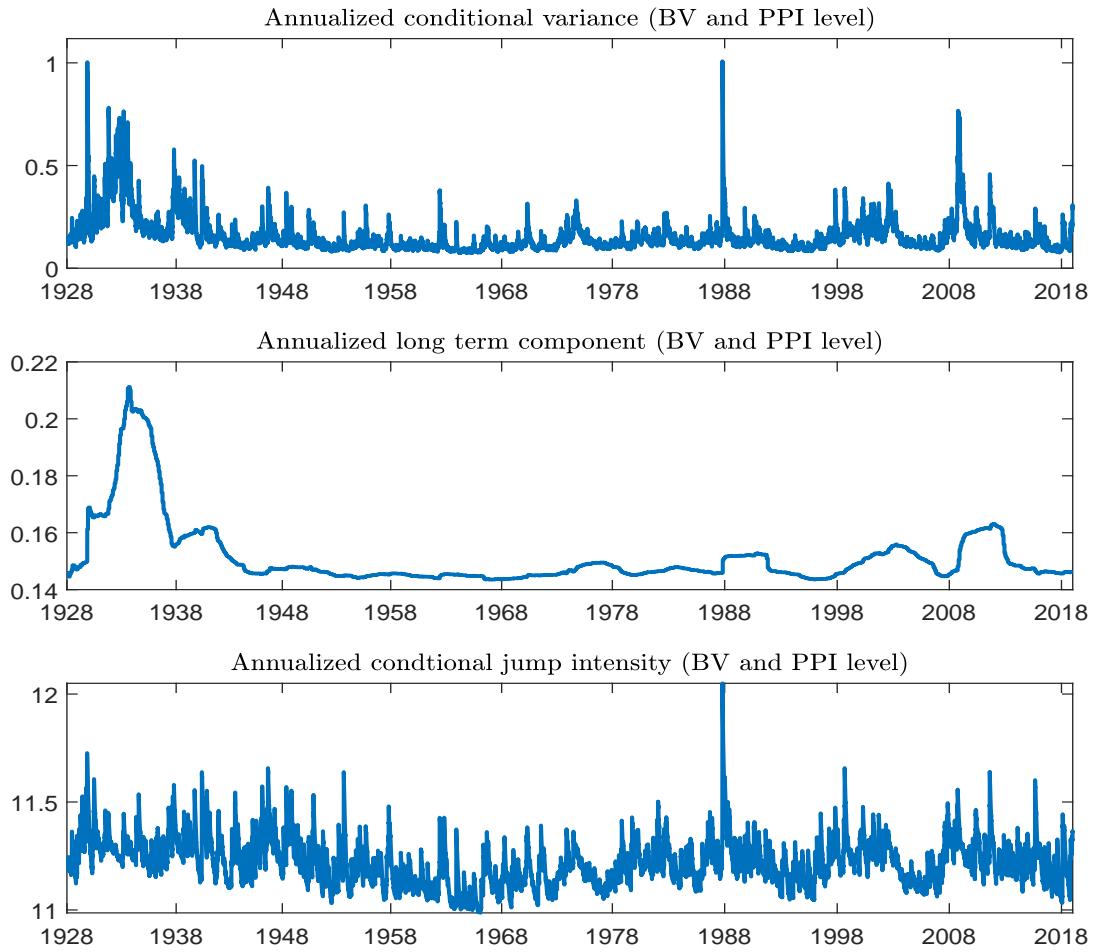 Annualized conditional variance (BV and PPI level)
1
0.5
0
1928 1938 1948 1958 1968 1978 1988 1998 2008 2018
Annualized long term component (BV and PPI level)
0.22
0.2
0.18
0.16
0.14
1928 1938 1948 1958 1968 1978 1988 1998 2008 2018
Annualized condtional jump intensity (BV and PPI level)
12
11.5
11
1928 1938 1948 1958 1968 1978 1988 1998 2008 2018